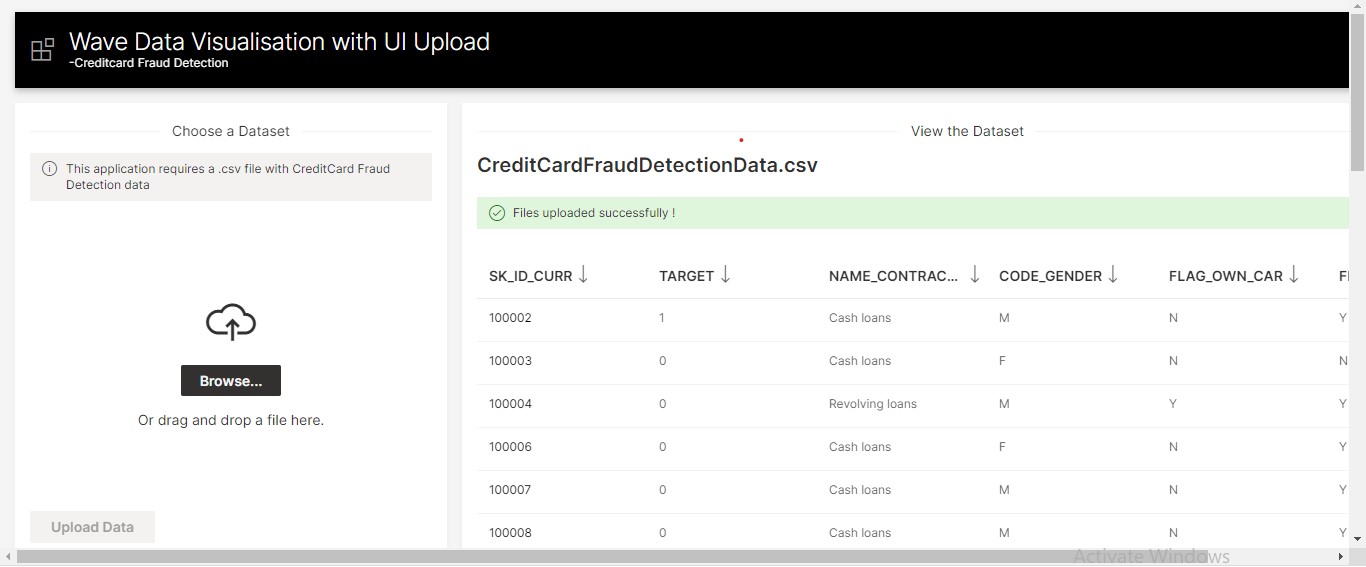 Wave Data Visualisation with UI Upload
-Creditcard Fraud Detection
Choose a Dataset
This application requires a .csv file with CreditCard Fraud
Detection data
Browse...
Or drag and drop a file here.
Upload Data
View the Dataset
CreditCardFraudDetectionData.csv
Files uploaded successfully !
SK_ID_CURR TARGET NAME_CONTRAC... CODE_GENDER FLAG_OWN_CAR
100002 1 Cash loans M N Y
100003 0 Cash loans F N N
100004 0 Revolving loans M Y Y
100006 0 Cash loans F N Y
100007 0 Cash loans M N Y
100008 0 Cash loans M N Y
Activate Windows